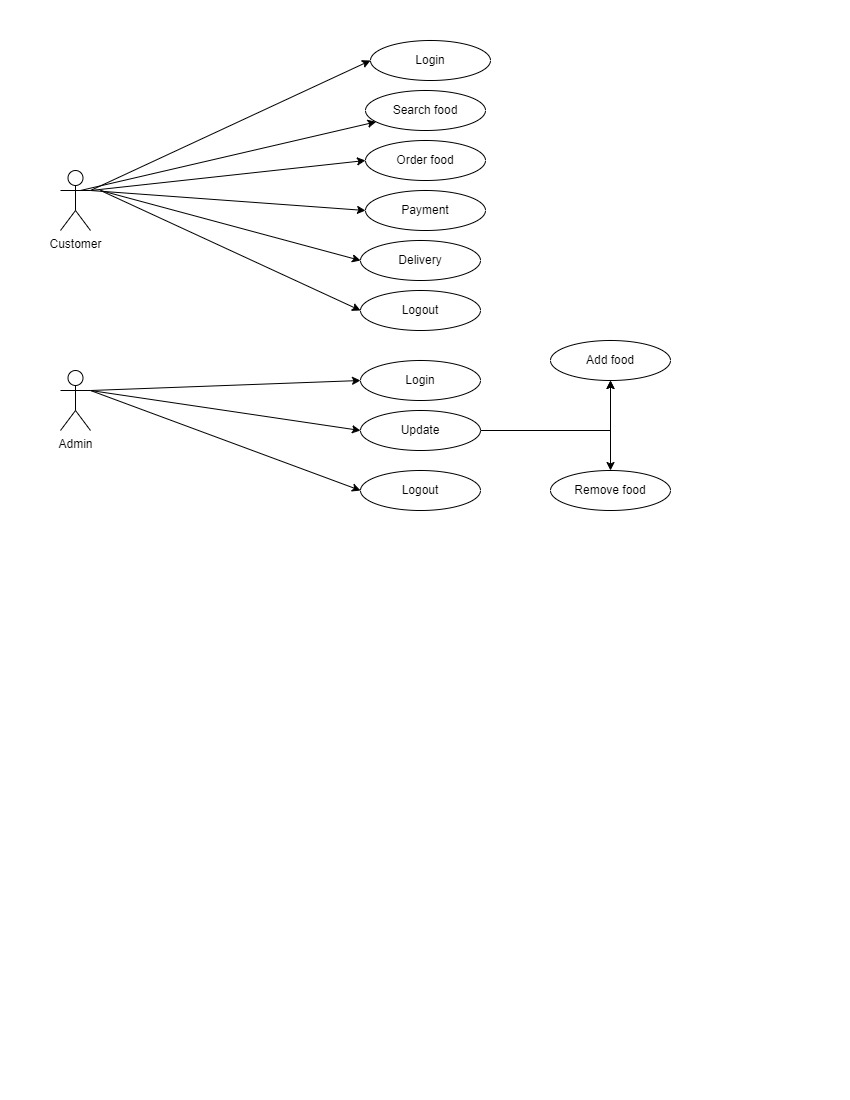 Login
Search food
Order food
Payment
Delivery
Logout
Customer
Login
Update
Logout
Admin
Add food
Remove food